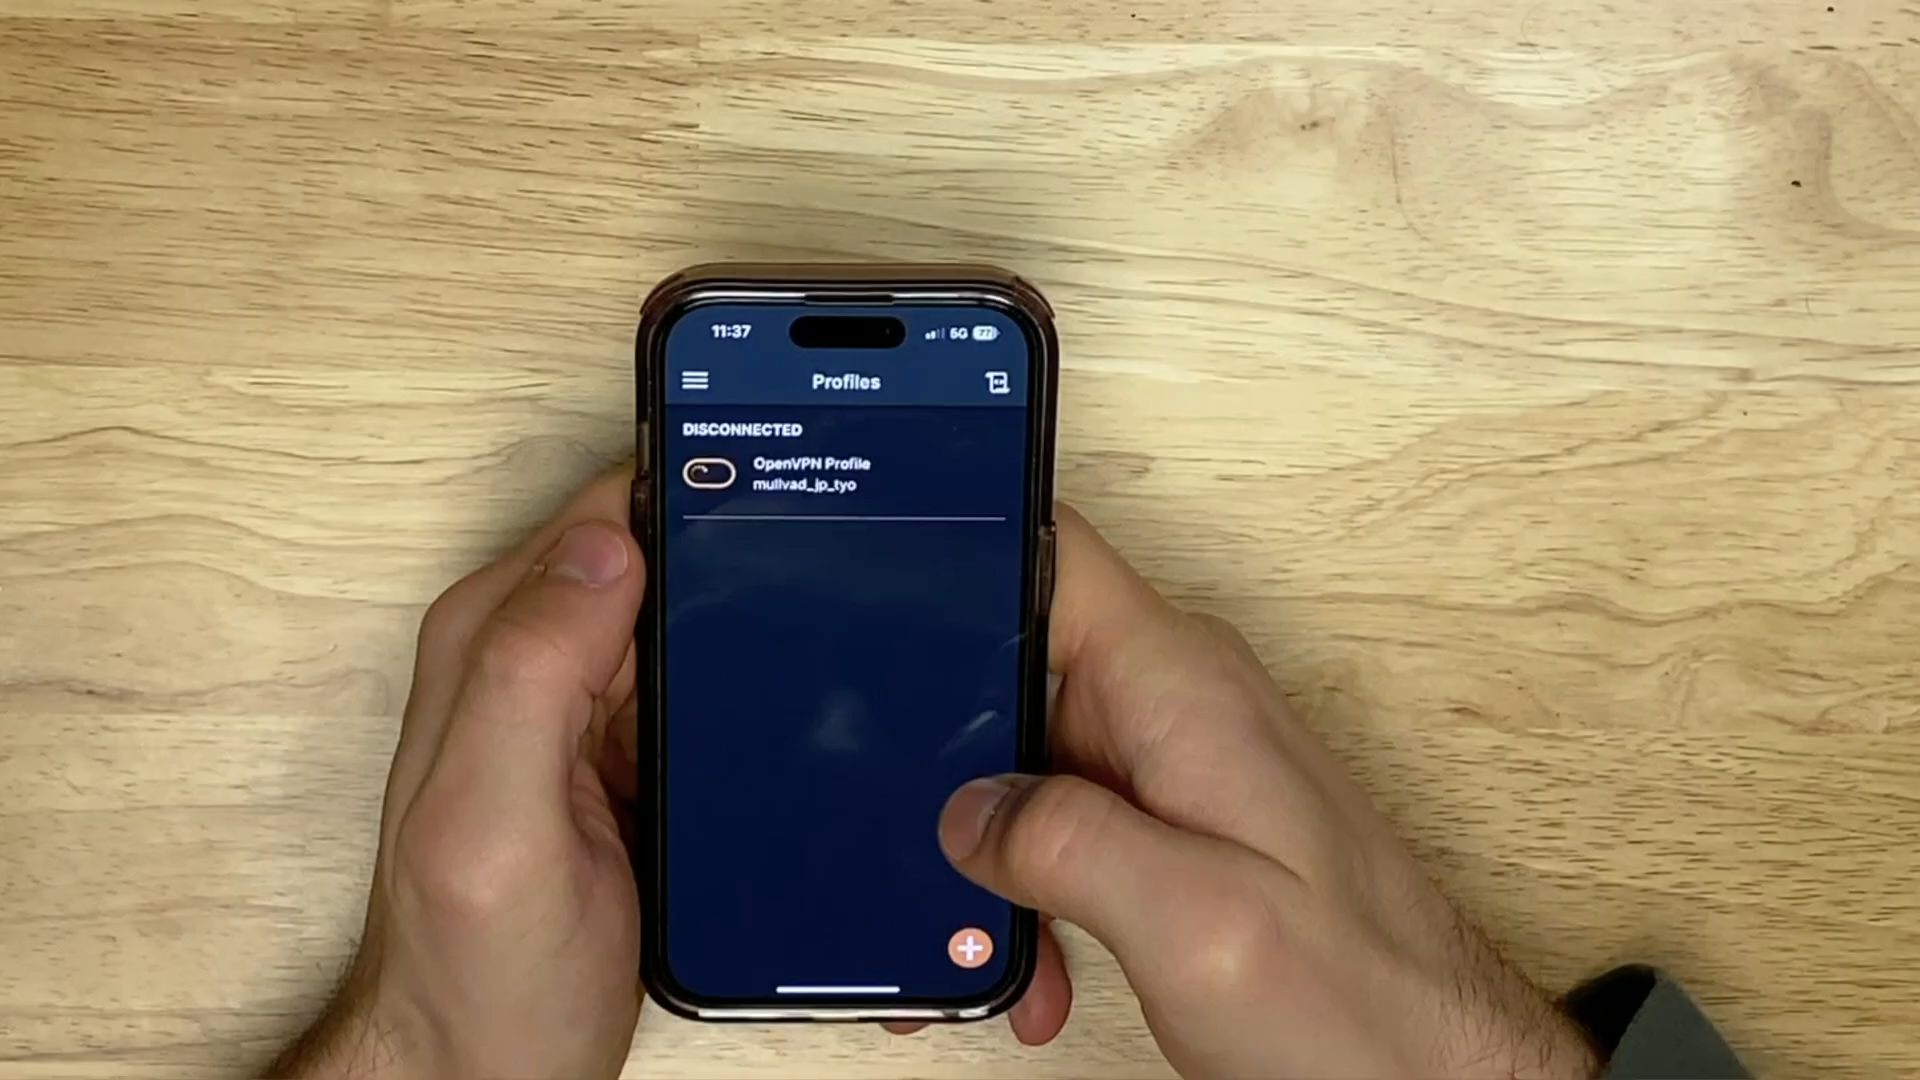 11:37
5G 77
Profiles
DISCONNECTED
OpenVPN Profile
mullvad_jp_tyo